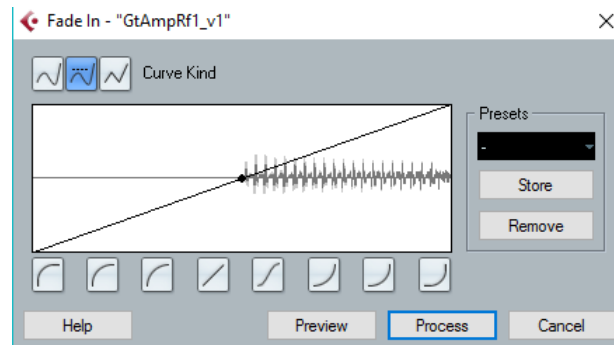 Fade In - "GtAmpRf1_v1"
Curve Kind
Presets
-
Store
Remove
Help
Preview
Process
Cancel